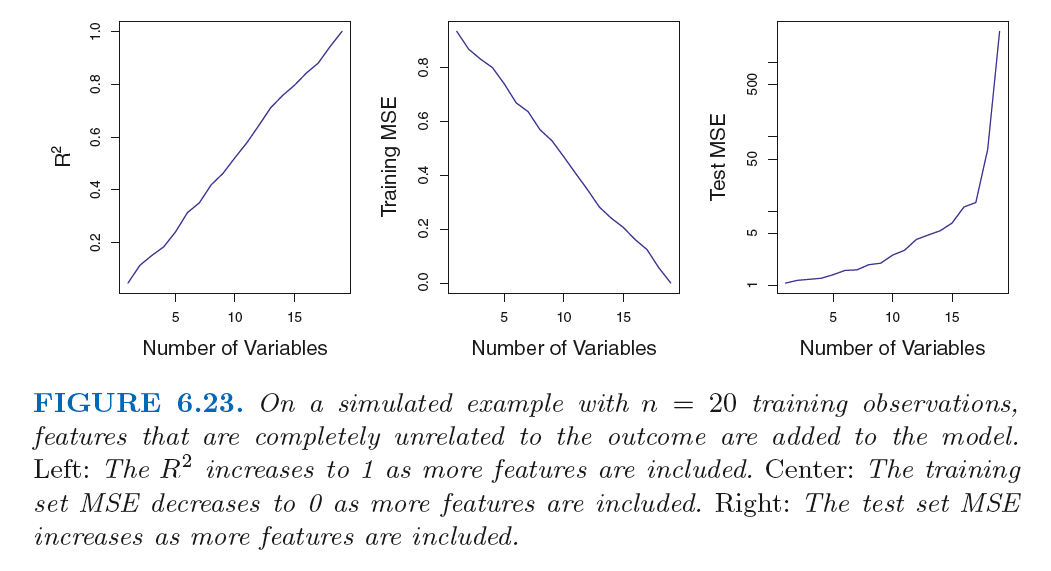 R²
0.2 0.4 0.6 0.8 1.0
5 10 15
Number of Variables
Training MSE
0.0 0.2 0.4 0.6 0.8
5 10 15
Number of Variables
Test MSE
1 5 50 500
5 10 15
Number of Variables
FIGURE 6.23. On a simulated example with n = 20 training observations,
features that are completely unrelated to the outcome are added to the model.
Left: The R² increases to 1 as more features are included. Center: The training
set MSE decreases to 0 as more features are included. Right: The test set MSE
increases as more features are included.